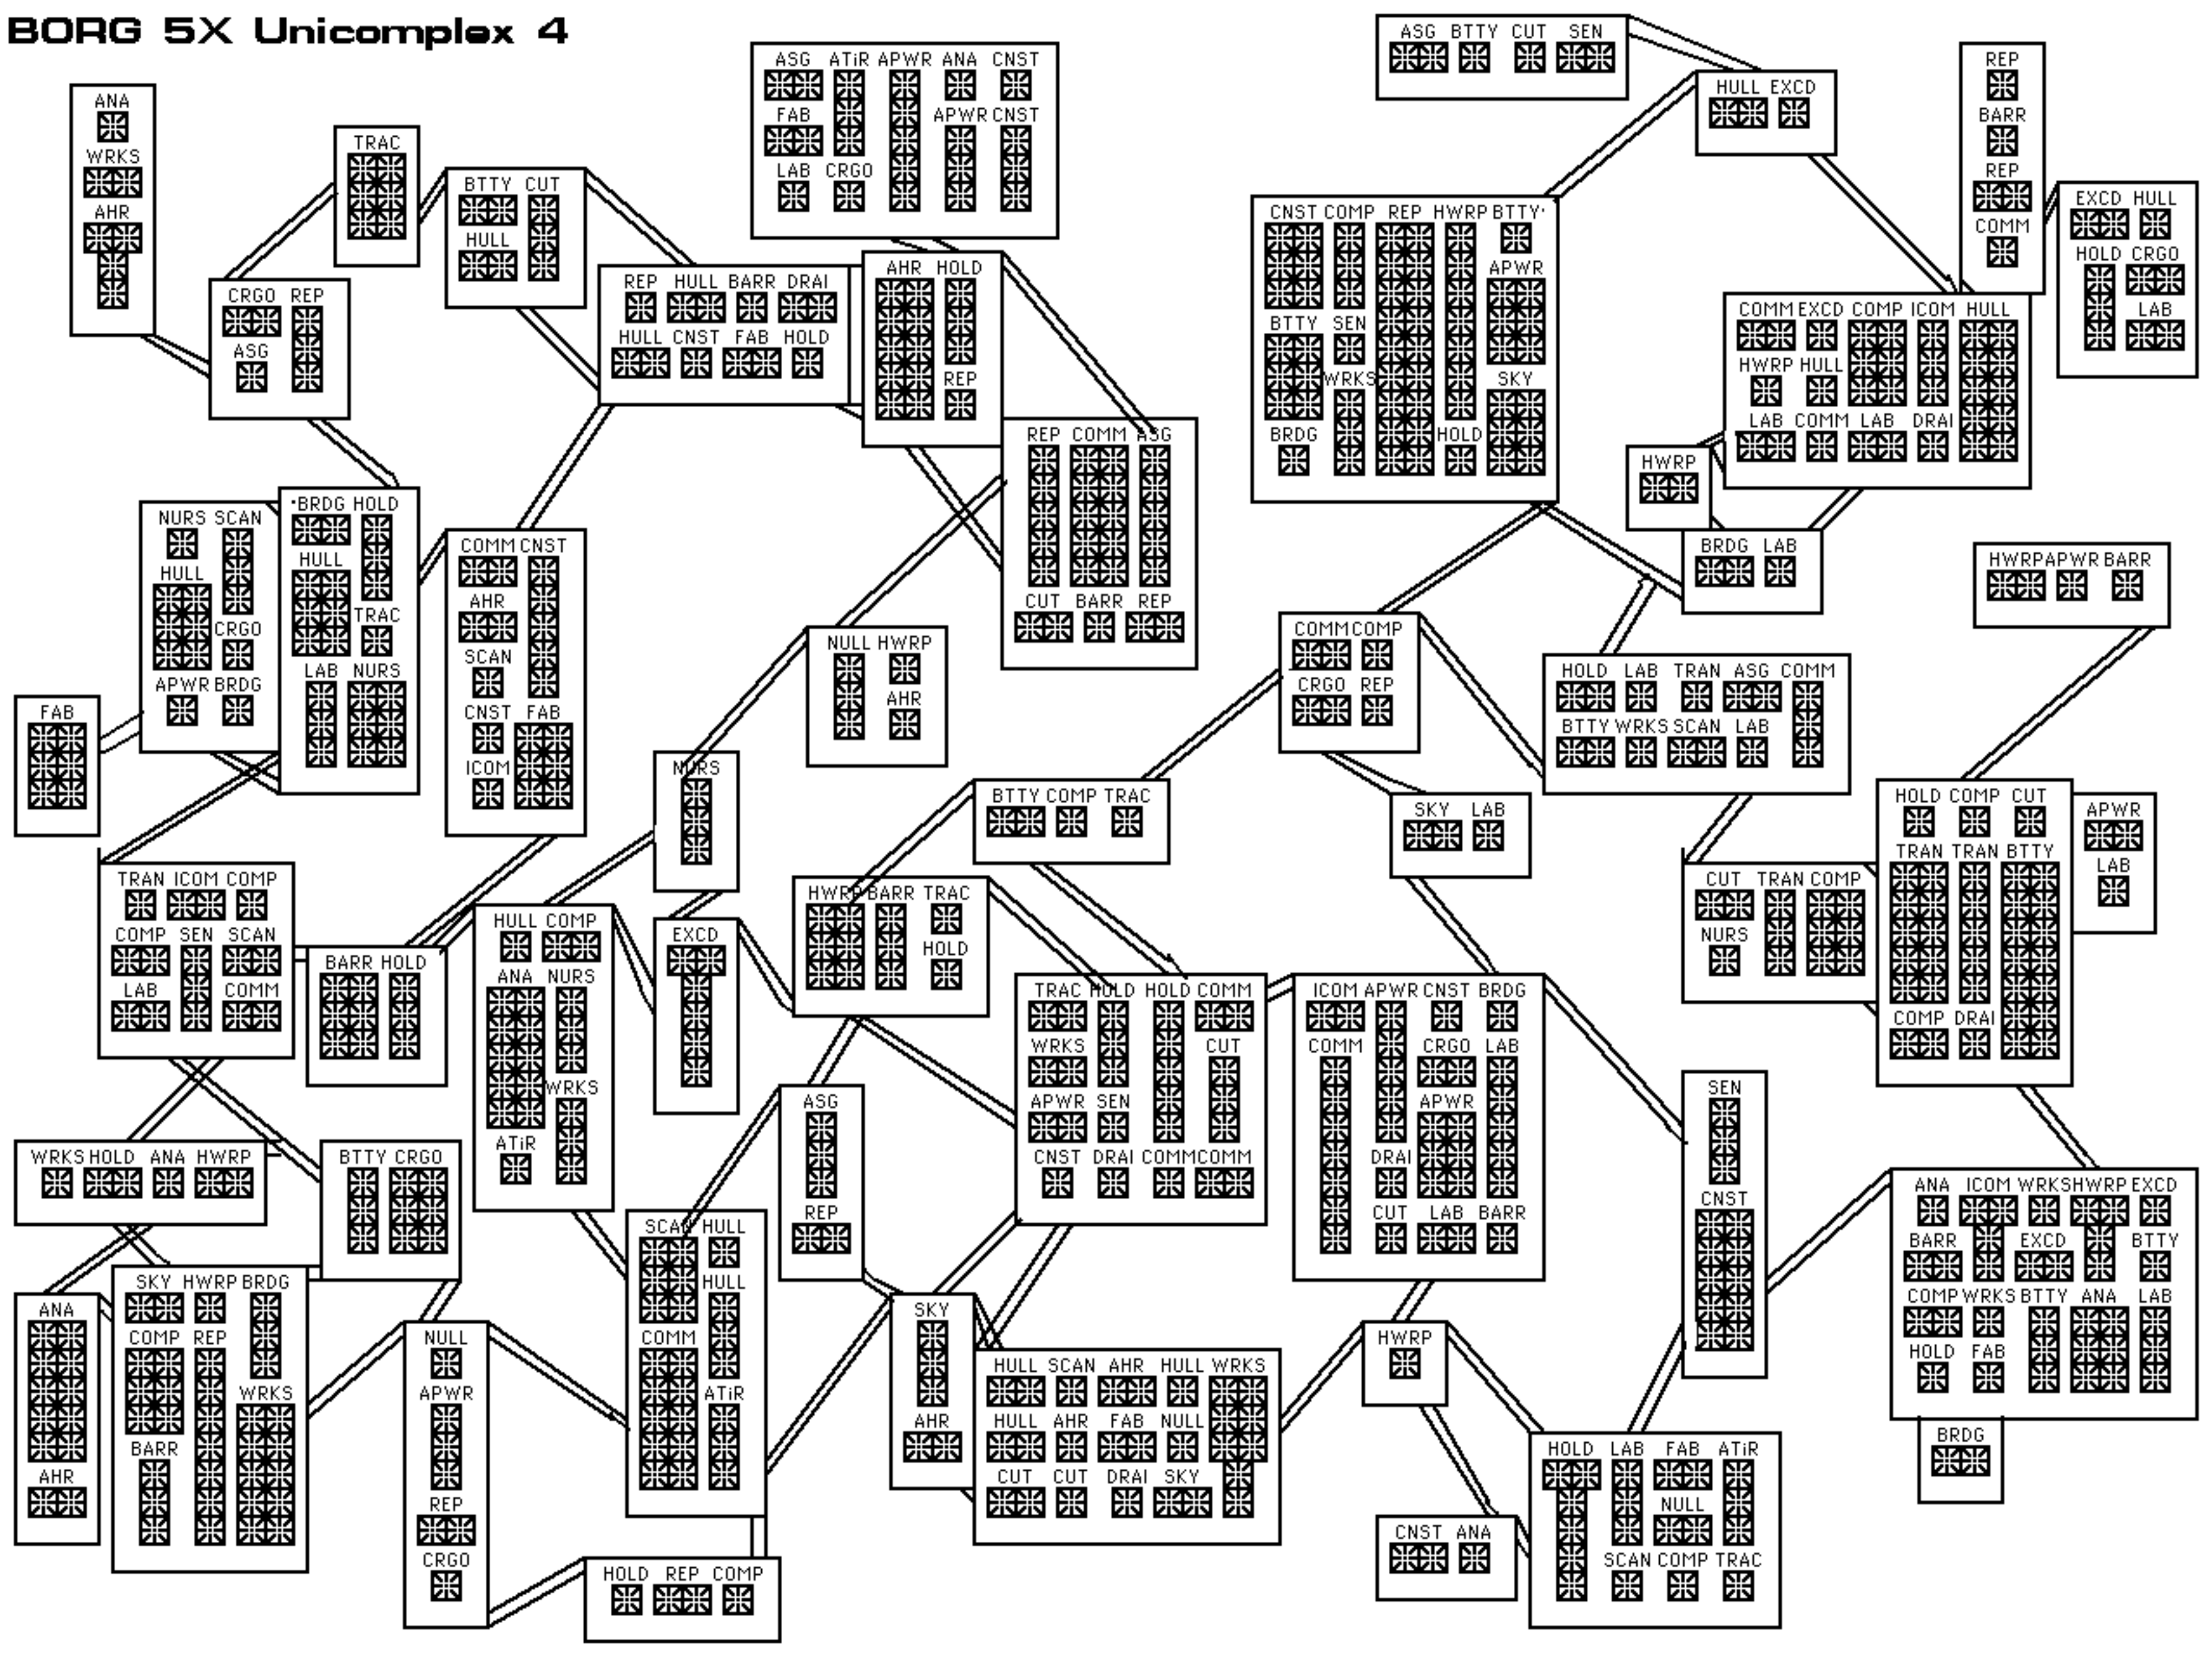 BORG 5X Unicomplex 4
ASG BTTY CUT SEN
ASG ATiR APWR ANA CNST
FAB APWR CNST
LAB CRGO
HULL EXCD
REP
BARR
REP
COMM
ANA
WRKS
AHR
TRAC
BTTY CUT
HULL
EXCD HULL
HOLD CRGO
LAB
CNST COMP REP HWRP BTTY
APWR
BTTY SEN
WRKS SKY
BRDG HOLD
CRGO REP
ASG
REP HULL BARR DRAI
HULL CNST FAB HOLD
AHR HOLD
REP
COMM EXCD COMP ICOM HULL
HWRP HULL
LAB COMM LAB DRAI
REP COMM ASG
CUT BARR REP
HWRP
NURS SCAN
HULL
CRGO
APWR BRDG
BRDG HOLD
HULL
TRAC
LAB NURS
COMM CNST
AHR
SCAN
CNST FAB
ICOM
BRDG LAB
HWRP APWR BARR
NULL HWRP
AHR
COMM COMP
CRGO REP
HOLD LAB TRAN ASG COMM
BTTY WRKS SCAN LAB
FAB
NURS
BTTY COMP TRAC
SKY LAB
HOLD COMP CUT
TRAN TRAN BTTY
COMP DRAI
APWR
LAB
TRAN ICOM COMP
COMP SEN SCAN
LAB COMM
CUT TRAN COMP
NURS
HWRP BARR TRAC
HOLD
HULL COMP
ANA NURS
WRKS
ATiR
EXCD
BARR HOLD
TRAC HOLD HOLD COMM
WRKS CUT
APWR SEN
CNST DRAI COMM COMM
ICOM APWR CNST BRDG
COMM CRGO LAB
APWR
DRAI
CUT LAB BARR
SEN
CNST
ASG
REP
WRKS HOLD ANA HWRP
BTTY CRGO
ANA ICOM WRKS HWRP EXCD
BARR EXCD BTTY
COMP WRKS BTTY ANA LAB
HOLD FAB
BRDG
SCAN HULL
HULL
COMM
ATiR
SKY HWRP BRDG
COMP REP
WRKS
BARR
ANA
AHR
SKY
AHR
NULL
APWR
REP
CRGO
HWRP
HULL SCAN AHR HULL WRKS
HULL AHR FAB NULL
CUT CUT DRAI SKY
HOLD LAB FAB ATiR
NULL
SCAN COMP TRAC
CNST ANA
HOLD REP COMP